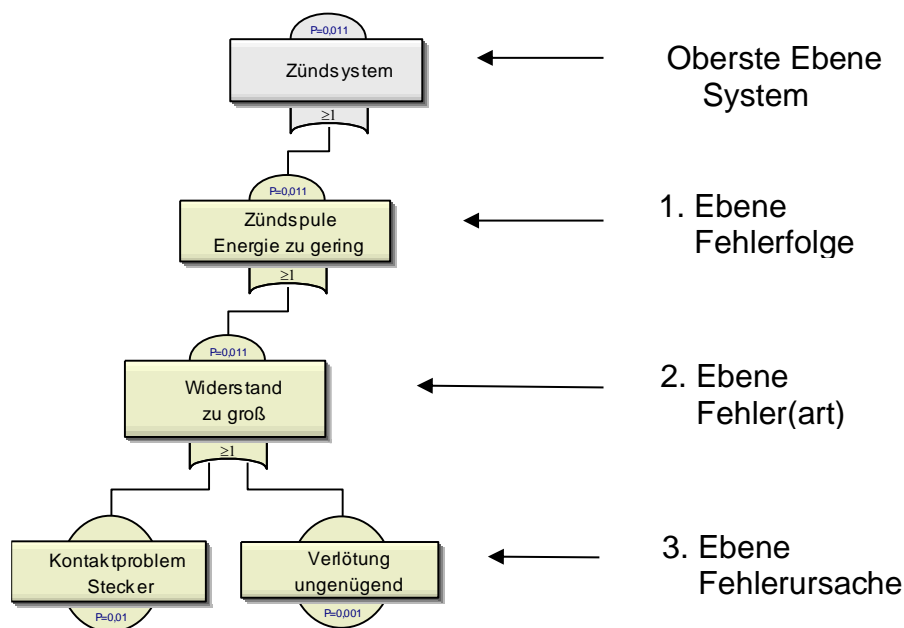 P=0,011
Zündsystem
≥1
Oberste Ebene
System
P=0,011
Zündspule
Energie zu gering
≥1
1. Ebene
Fehlerfolge
P=0,011
Widerstand
zu groß
≥1
2. Ebene
Fehler(art)
Kontaktproblem
Stecker
P=0,01
Verlötung
ungenügend
P=0,001
3. Ebene
Fehlerursache